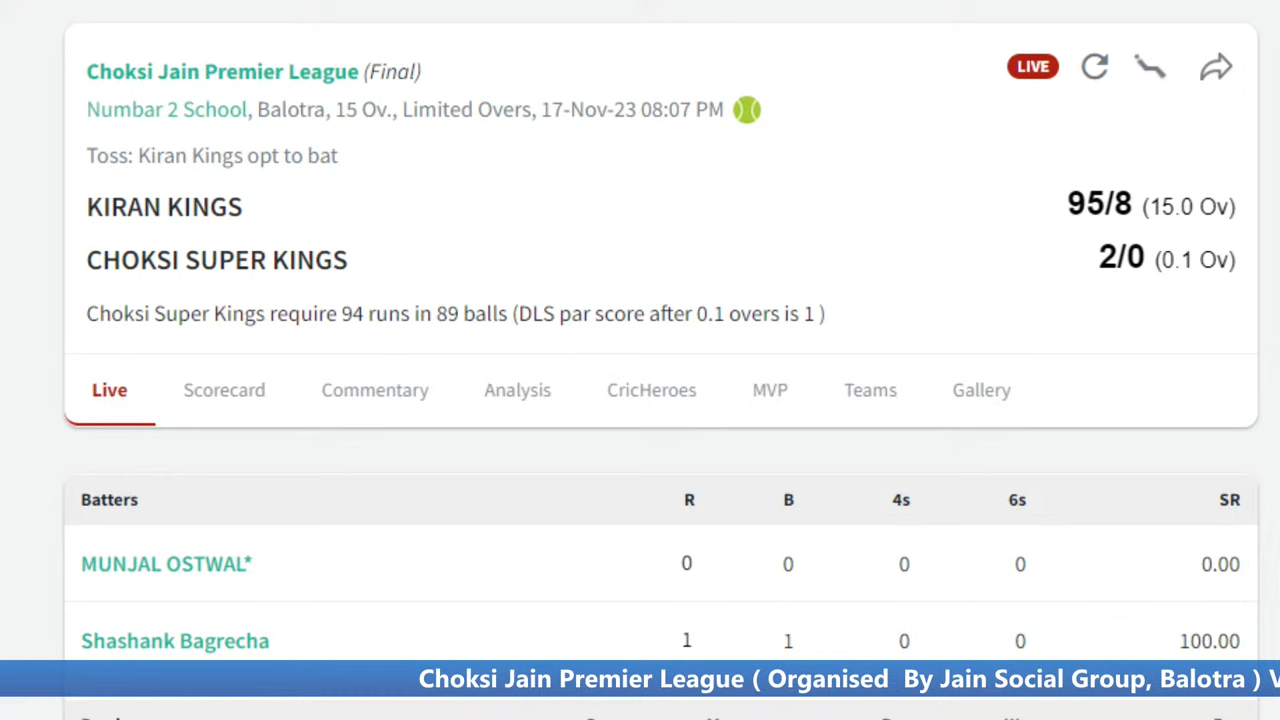 Choksi Jain Premier League (Final)
LIVE
Numbar 2 School, Balotra, 15 Ov., Limited Overs, 17-Nov-23 08:07 PM
Toss: Kiran Kings opt to bat
KIRAN KINGS 95/8 (15.0 Ov)
CHOKSI SUPER KINGS 2/0 (0.1 Ov)
Choksi Super Kings require 94 runs in 89 balls (DLS par score after 0.1 overs is 1 )
Live Scorecard Commentary Analysis CricHeroes MVP Teams Gallery
Batters R B 4s 6s SR
MUNJAL OSTWAL* 0 0 0 0 0.00
Shashank Bagrecha 1 1 0 0 100.00
Choksi Jain Premier League ( Organised By Jain Social Group, Balotra )